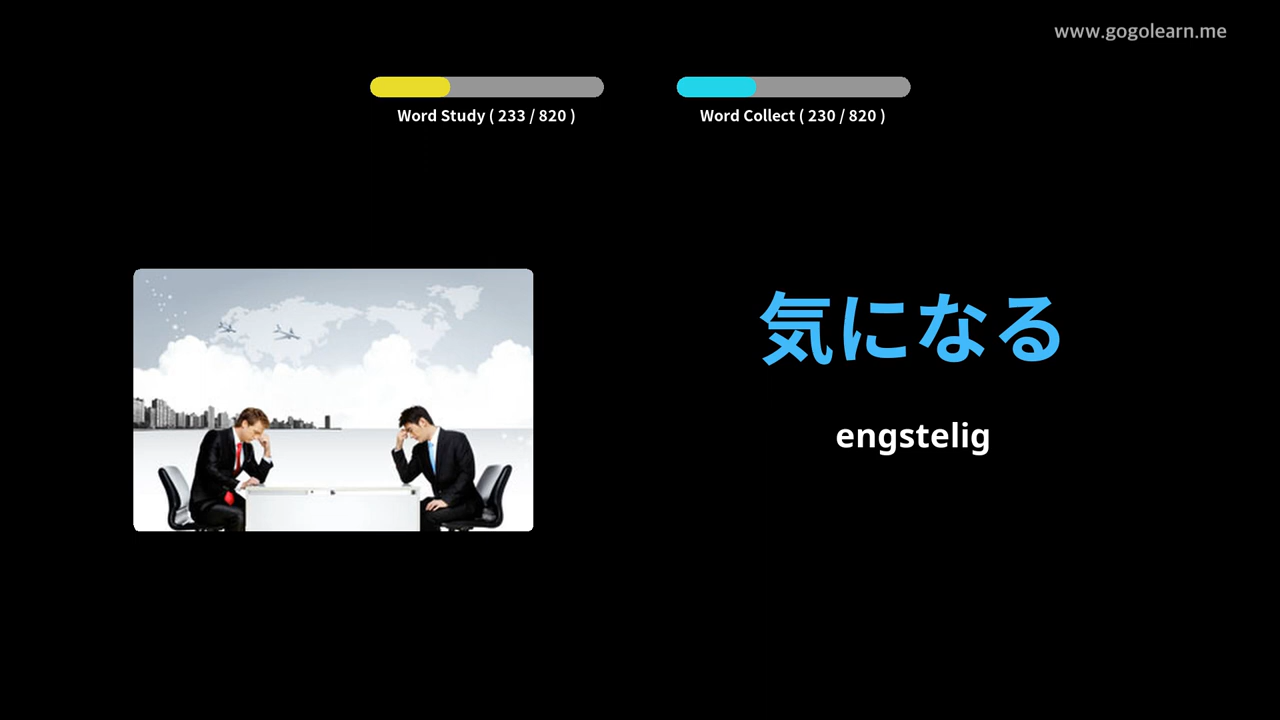 www.gogolearn.me
Word Study ( 233 / 820 )
Word Collect ( 230 / 820 )
気になる
engstelig